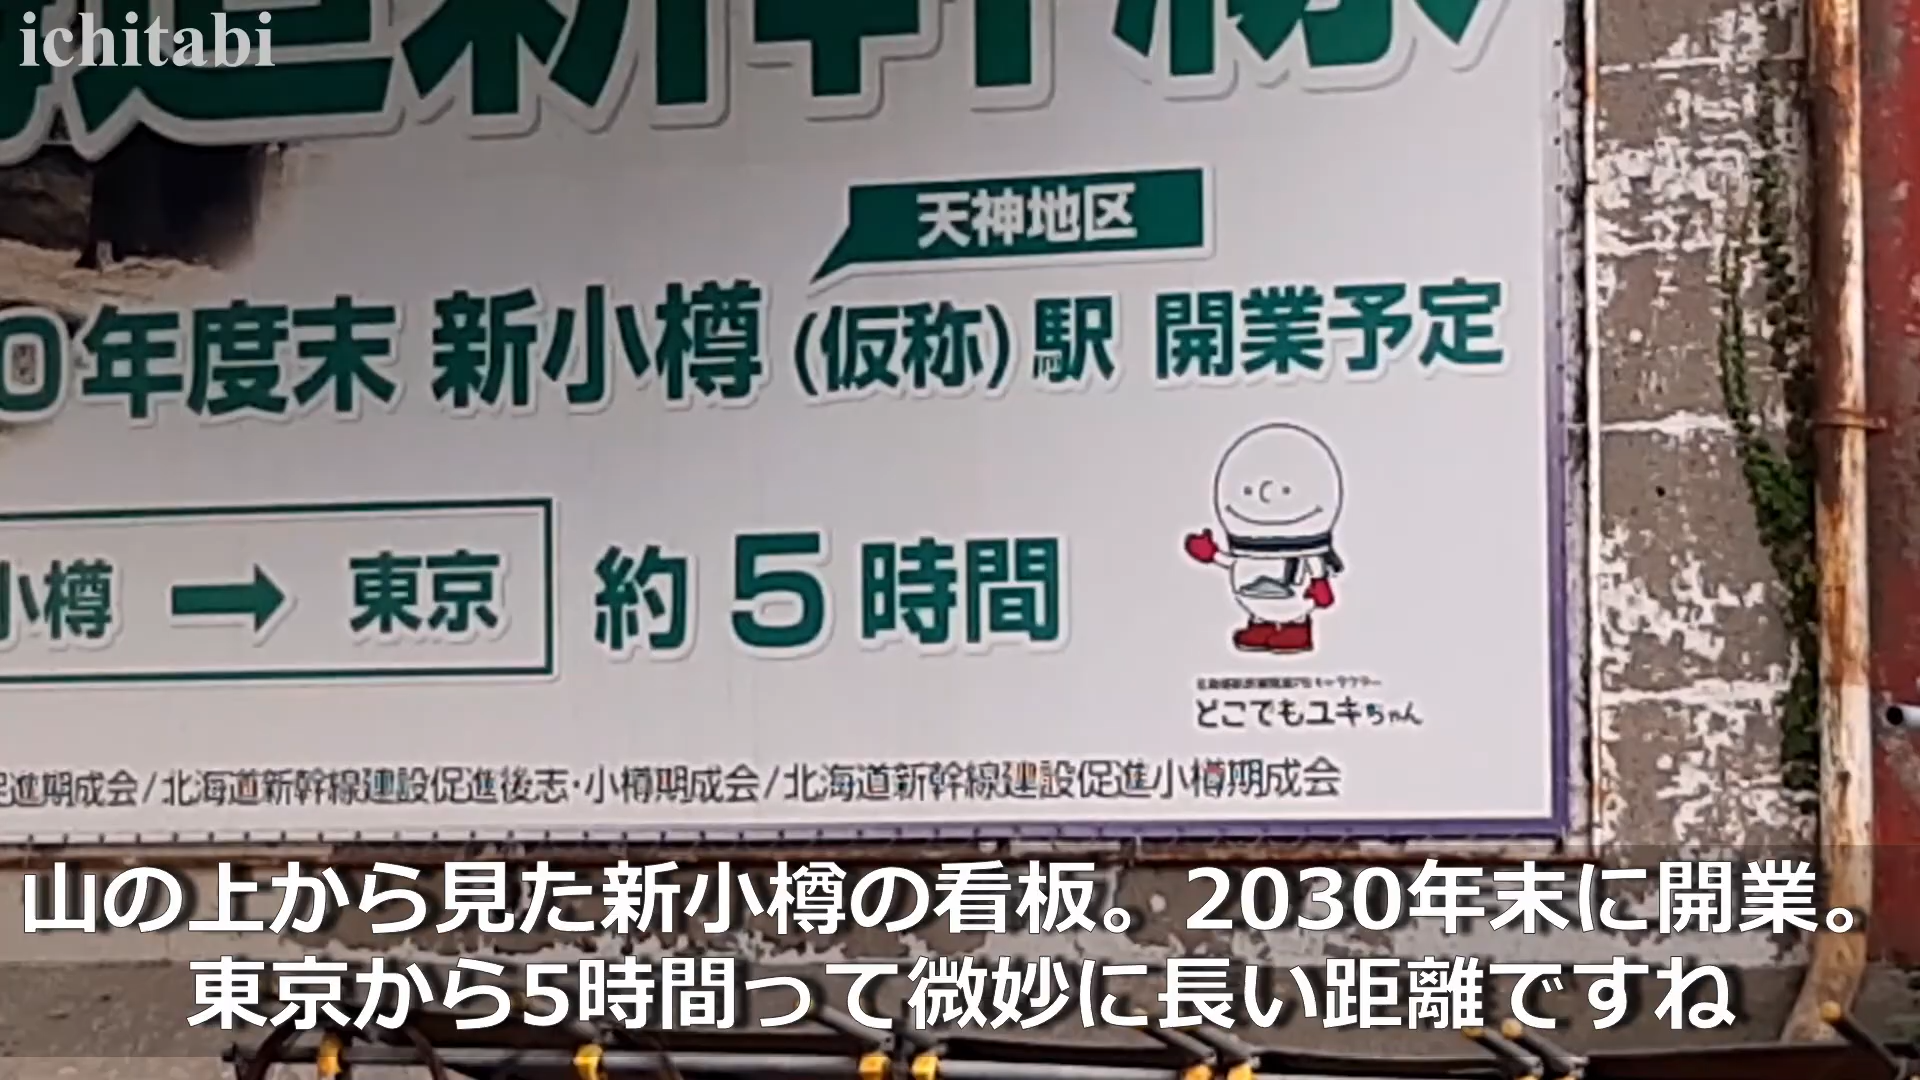 ichitabi
道新幹線
天神地区
0年度末 新小樽(仮称)駅 開業予定
小樽 → 東京 約5時間
どこでもユキちゃん
促進期成会/北海道新幹線建設促進後志・小樽期成会/北海道新幹線建設促進小樽期成会
山の上から見た新小樽の看板。2030年末に開業。
東京から5時間って微妙に長い距離ですね